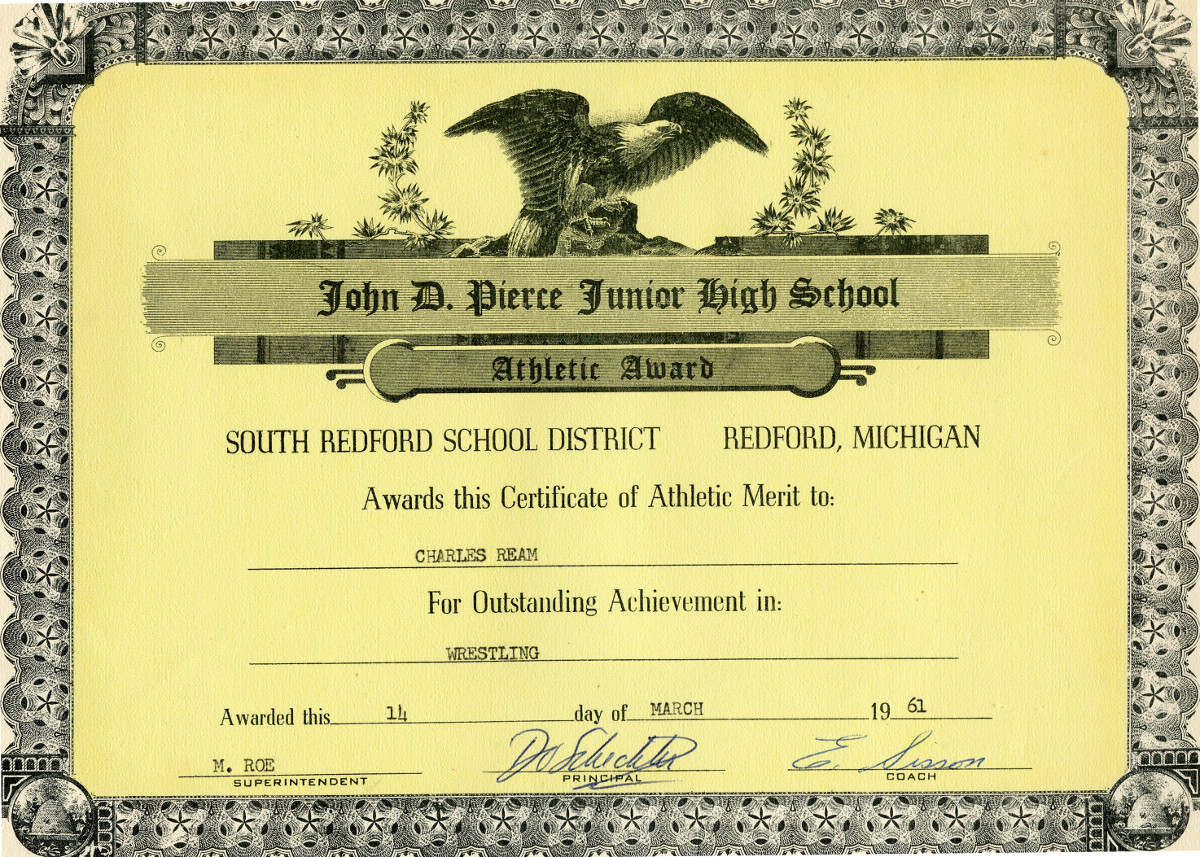 John D. Pierce Junior High School
Athletic Award
SOUTH REDFORD SCHOOL DISTRICT REDFORD, MICHIGAN
Awards this Certificate of Athletic Merit to:
CHARLES REAM
For Outstanding Achievement in:
WRESTLING
Awarded this 14 day of MARCH 19 61
M. ROE E. Sisson
SUPERINTENDENT PRINCIPAL COACH